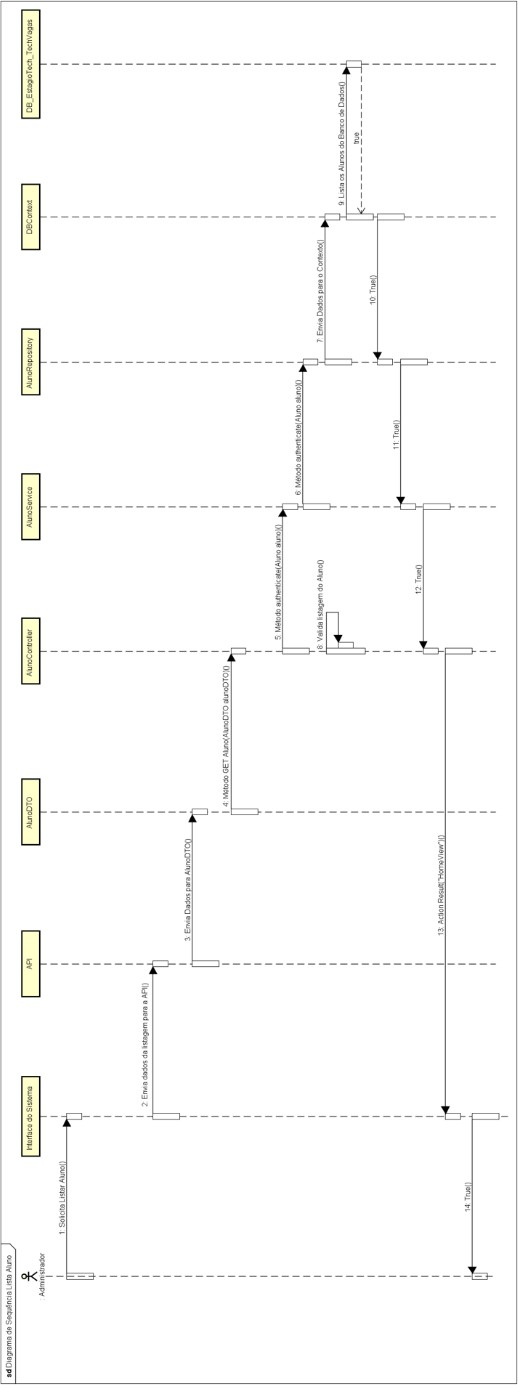 sd Diagrama de Sequência Lista Aluno
: Administrador
Interface do Sistema
API
AlunoDTO
AlunoController
AlunoService
AlunoRepository
DBContext
DB_EstagioTech_TechVagas
1: Solicita Listar Aluno()
2: Envia dados da listagem para a API()
3: Envia Dados para AlunoDTO()
4: Método GET Aluno(AlunoDTO alunoDTO)()
5: Método authenticate(Aluno aluno)()
6: Método authenticate(Aluno aluno)()
7: Envia Dados para o Contexto()
8: Valida listagem do Aluno()
9: Lista os Alunos do Banco de Dados()
true
10: True()
11: True()
12: True()
13: Action Result("HomeView")()
14: True()